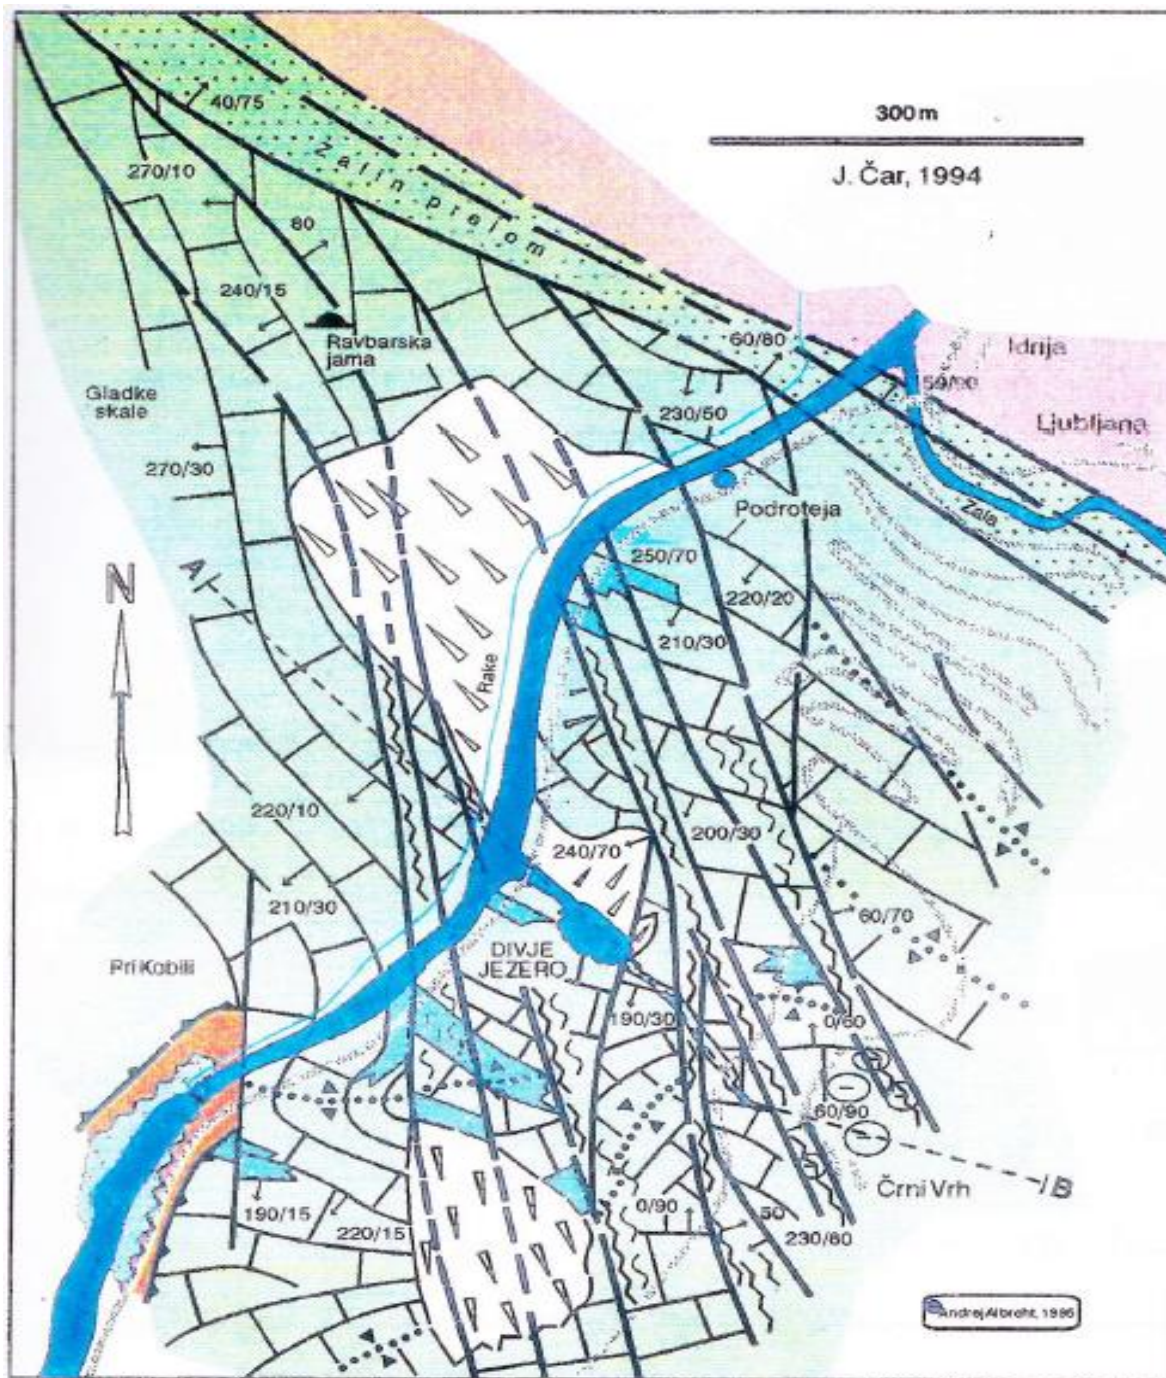 40/75
300 m
J. Čar, 1994
Zalin prelom
270/10
80
240/15
Ravbarska
jama
60/80
Idrija
Gladke
skale
230/50
Ljubljana
270/30
Podroteja
Zala
250/70
220/20
N
A
210/30
Rake
220/10
200/30
240/70
210/30
60/70
DIVJE
JEZERO
Pri Kobili
190/30
0/60
60/90
Črni Vrh
B
190/15
0/90
50
220/15
230/80
Andrej Albreht, 1995